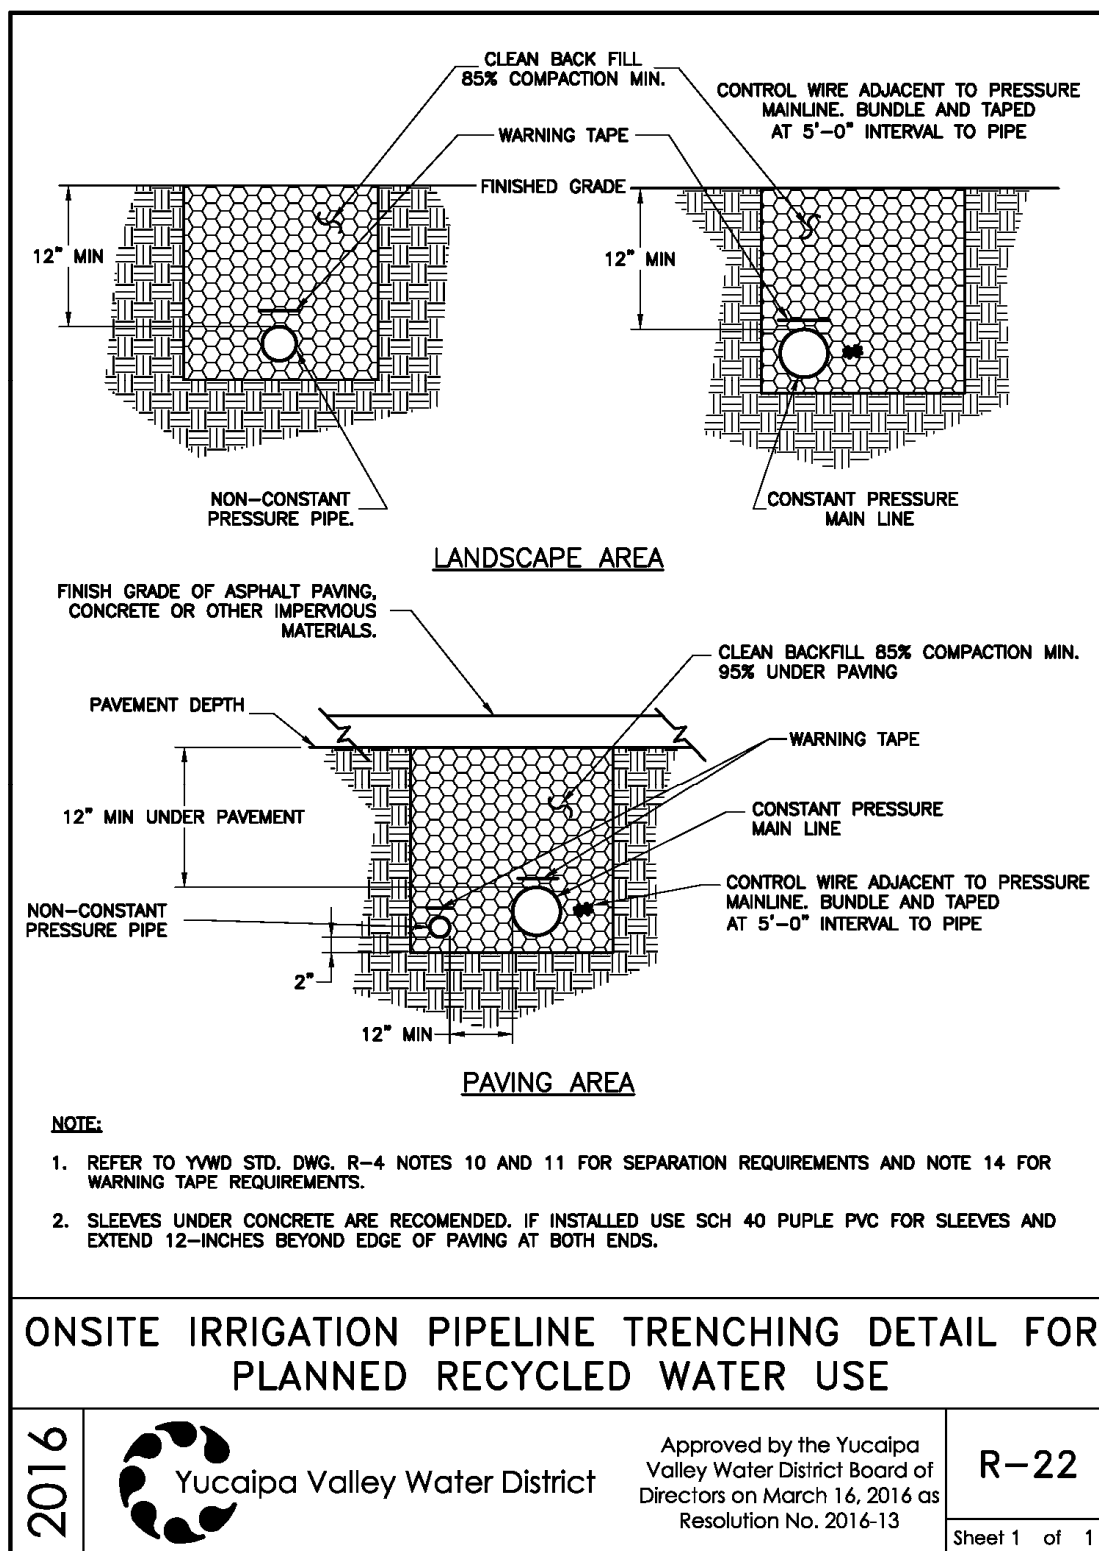 CLEAN BACK FILL
85% COMPACTION MIN.
CONTROL WIRE ADJACENT TO PRESSURE
MAINLINE. BUNDLE AND TAPED
AT 5'-0" INTERVAL TO PIPE
WARNING TAPE
FINISHED GRADE
12" MIN
12" MIN
NON-CONSTANT
PRESSURE PIPE.
CONSTANT PRESSURE
MAIN LINE
LANDSCAPE AREA
FINISH GRADE OF ASPHALT PAVING,
CONCRETE OR OTHER IMPERVIOUS
MATERIALS.
CLEAN BACKFILL 85% COMPACTION MIN.
95% UNDER PAVING
PAVEMENT DEPTH
WARNING TAPE
12" MIN UNDER PAVEMENT
CONSTANT PRESSURE
MAIN LINE
CONTROL WIRE ADJACENT TO PRESSURE
MAINLINE. BUNDLE AND TAPED
AT 5'-0" INTERVAL TO PIPE
NON-CONSTANT
PRESSURE PIPE
2"
12" MIN
PAVING AREA
NOTE:
1. REFER TO YVWD STD. DWG. R-4 NOTES 10 AND 11 FOR SEPARATION REQUIREMENTS AND NOTE 14 FOR
WARNING TAPE REQUIREMENTS.
2. SLEEVES UNDER CONCRETE ARE RECOMENDED. IF INSTALLED USE SCH 40 PUPLE PVC FOR SLEEVES AND
EXTEND 12-INCHES BEYOND EDGE OF PAVING AT BOTH ENDS.
ONSITE IRRIGATION PIPELINE TRENCHING DETAIL FOR
PLANNED RECYCLED WATER USE
2016
Yucaipa Valley Water District
Approved by the Yucaipa
Valley Water District Board of
Directors on March 16, 2016 as
Resolution No. 2016-13
R-22
Sheet 1 of 1